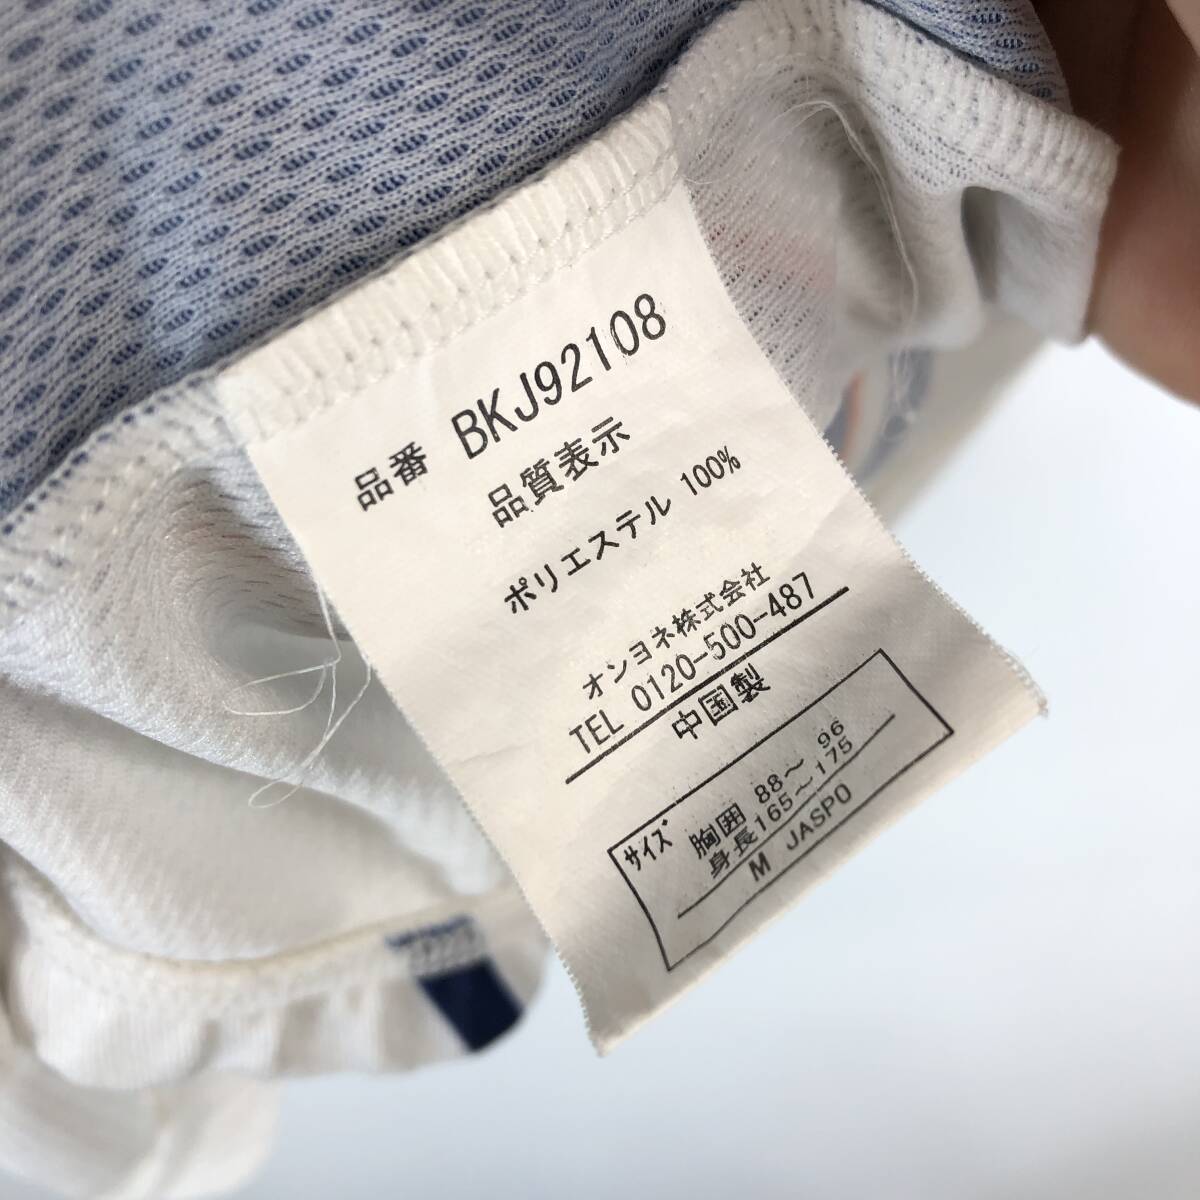 品番 BKJ92108
品質表示
ポリエステル 100%
オンヨネ株式会社
TEL 0120-500-487
中国製
サイズ
胸囲 88～ 96
身長165～175
M JASPO